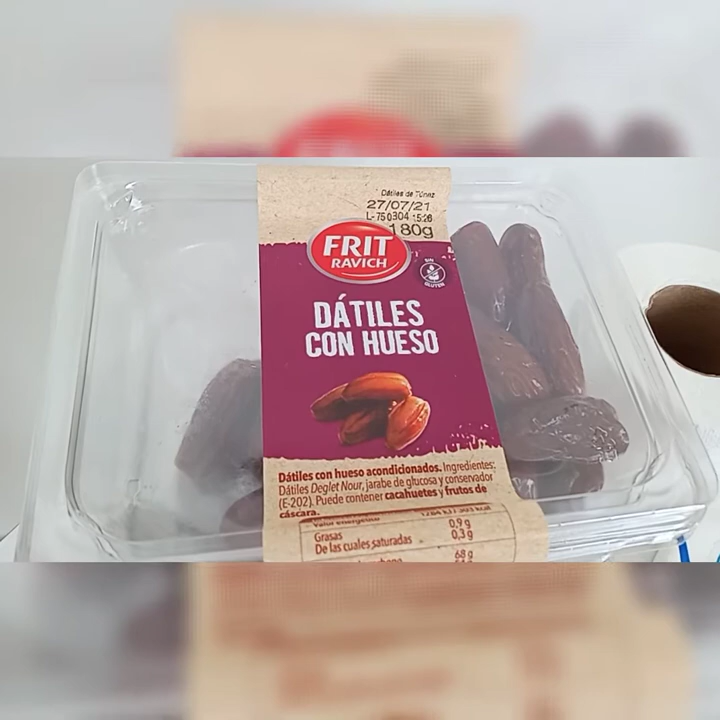 Dátiles de Túnez
27/07/21
L-750304 15:26
180g
FRIT
RAVICH
SIN
GLUTEN
DÁTILES
CON HUESO
Dátiles con hueso acondicionados. Ingredientes:
Dátiles Deglet Nour, jarabe de glucosa y conservador
(E-202). Puede contener cacahuetes y frutos de
cáscara.
Valor energético
Grasas 0,9 g
De las cuales saturadas 0,3 g
68 g